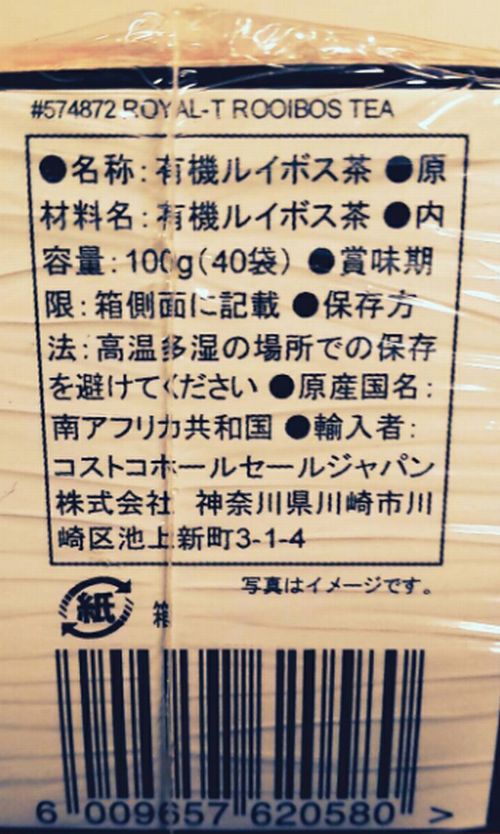 #574872 ROYAL-T ROOIBOS TEA
●名称:有機ルイボス茶 ●原
材料名:有機ルイボス茶 ●内
容量:100g(40袋) ●賞味期
限:箱側面に記載 ●保存方
法:高温多湿の場所での保存
を避けてください ●原産国名:
南アフリカ共和国 ●輸入者:
コストコホールセールジャパン
株式会社 神奈川県川崎市川
崎区池上新町3-1-4
写真はイメージです。
紙 箱
6 009657 620580 >